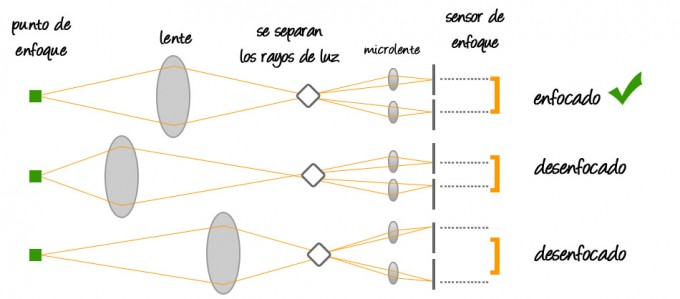 punto de
enfoque
lente
se separan
los rayos de luz
microlente
sensor de
enfoque
enfocado
desenfocado
desenfocado